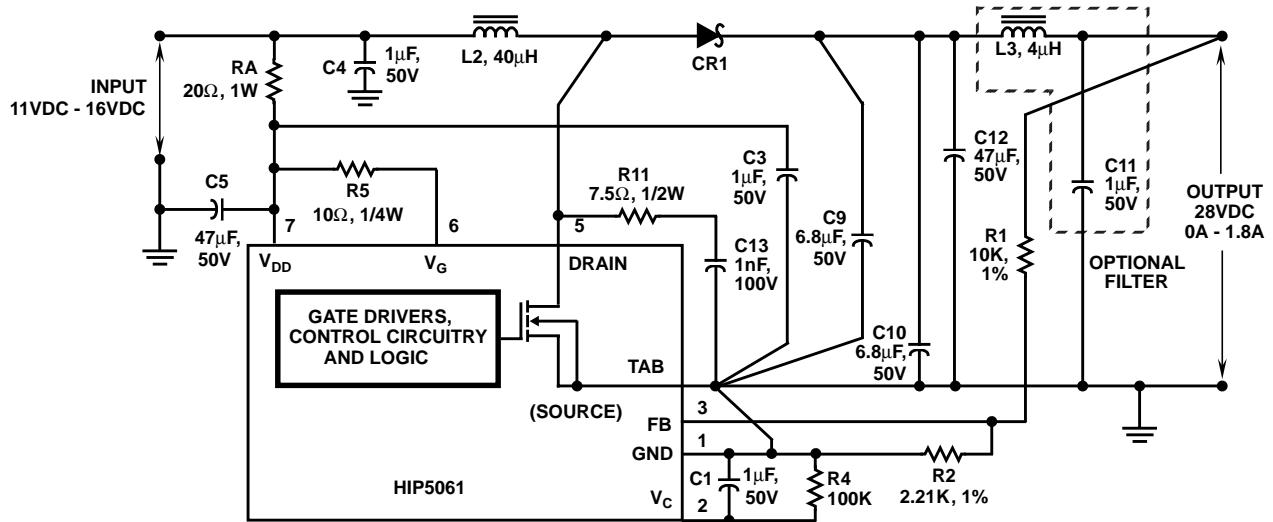 INPUT
11VDC - 16VDC
RA
20Ω, 1W
C4
1µF,
50V
L2, 40µH
CR1
L3, 4µH
C5
47µF,
50V
R5
10Ω, 1/4W
7
6
R11
7.5Ω, 1/2W
5
C3
1µF,
50V
C13
1nF,
100V
C9
6.8µF,
50V
C10
6.8µF,
50V
C12
47µF,
50V
R1
10K,
1%
C11
1µF,
50V
OPTIONAL
FILTER
OUTPUT
28VDC
0A - 1.8A
VDD
VG
DRAIN
GATE DRIVERS,
CONTROL CIRCUITRY
AND LOGIC
TAB
(SOURCE)
3
FB
1
GND
HIP5061
VC
2
C1
1µF,
50V
R4
100K
R2
2.21K, 1%